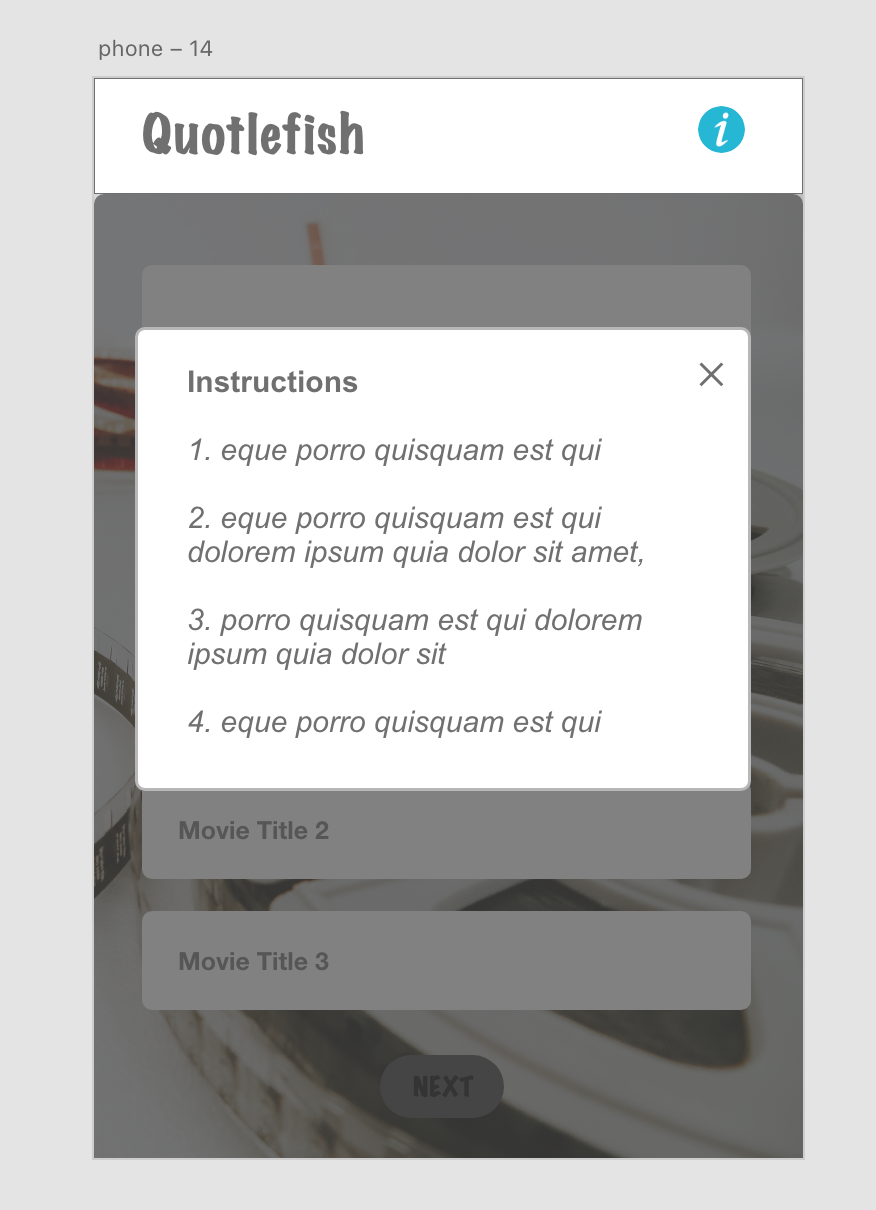 phone – 14
Quotlefish
i
Instructions
1. eque porro quisquam est qui
2. eque porro quisquam est qui
dolorem ipsum quia dolor sit amet,
3. porro quisquam est qui dolorem
ipsum quia dolor sit
4. eque porro quisquam est qui
Movie Title 2
Movie Title 3
NEXT